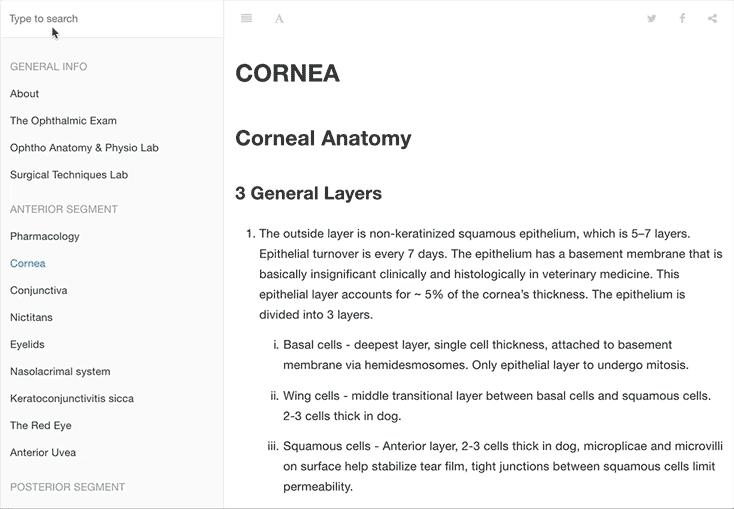 Type to search
GENERAL INFO
About
The Ophthalmic Exam
Ophtho Anatomy & Physio Lab
Surgical Techniques Lab
ANTERIOR SEGMENT
Pharmacology
Cornea
Conjunctiva
Nictitans
Eyelids
Nasolacrimal system
Keratoconjunctivitis sicca
The Red Eye
Anterior Uvea
POSTERIOR SEGMENT
A
CORNEA
Corneal Anatomy
3 General Layers
1. The outside layer is non-keratinized squamous epithelium, which is 5–7 layers.
Epithelial turnover is every 7 days. The epithelium has a basement membrane that is
basically insignificant clinically and histologically in veterinary medicine. This
epithelial layer accounts for ~ 5% of the cornea’s thickness. The epithelium is
divided into 3 layers.
i. Basal cells - deepest layer, single cell thickness, attached to basement
membrane via hemidesmosomes. Only epithelial layer to undergo mitosis.
ii. Wing cells - middle transitional layer between basal cells and squamous cells.
2-3 cells thick in dog.
iii. Squamous cells - Anterior layer, 2-3 cells thick in dog, microplicae and microvilli
on surface help stabilize tear film, tight junctions between squamous cells limit
permeability.